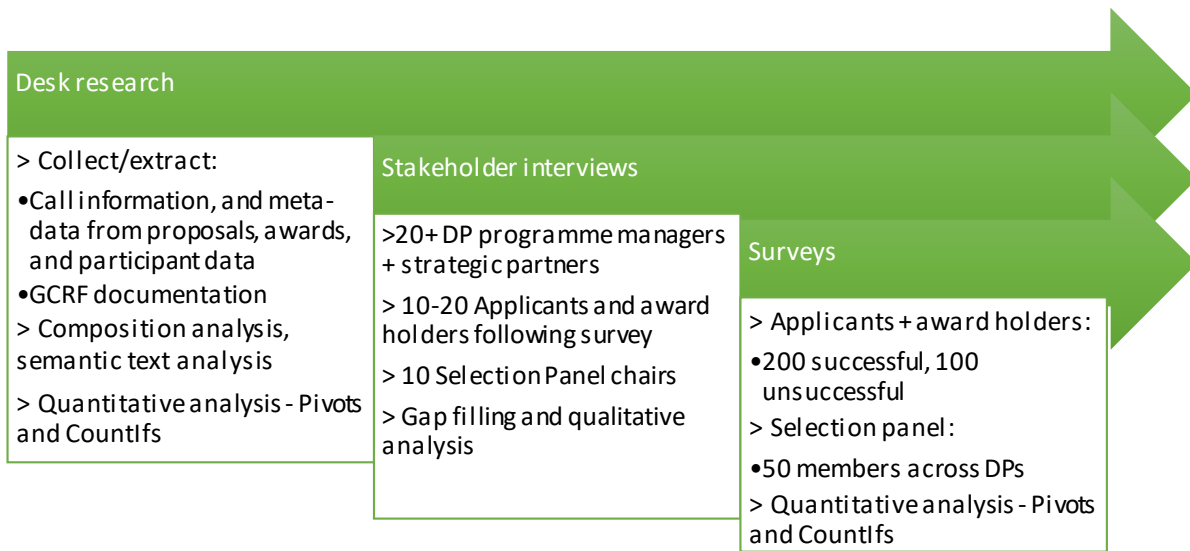 Desk research
> Collect/extract:
•Call information, and meta-
data from proposals, awards,
and participant data
•GCRF documentation
> Composition analysis,
semantic text analysis
> Quantitative analysis - Pivots
and CountIfs
Stakeholder interviews
>20+ DP programme managers
+ strategic partners
> 10-20 Applicants and award
holders following survey
> 10 Selection Panel chairs
> Gap filling and qualitative
analysis
Surveys
> Applicants + award holders:
•200 successful, 100
unsuccessful
> Selection panel:
•50 members across DPs
> Quantitative analysis - Pivots
and CountIfs